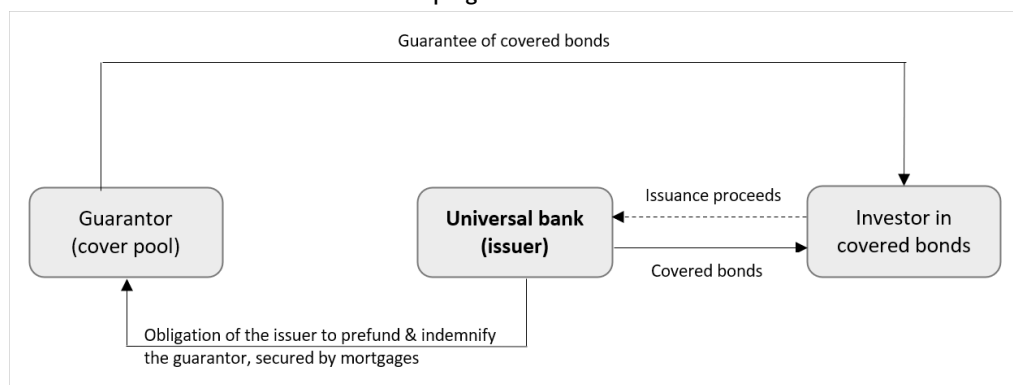 Guarantee of covered bonds
Guarantor
(cover pool)
Universal bank
(issuer)
Issuance proceeds
Covered bonds
Investor in
covered bonds
Obligation of the issuer to prefund & indemnify
the guarantor, secured by mortgages